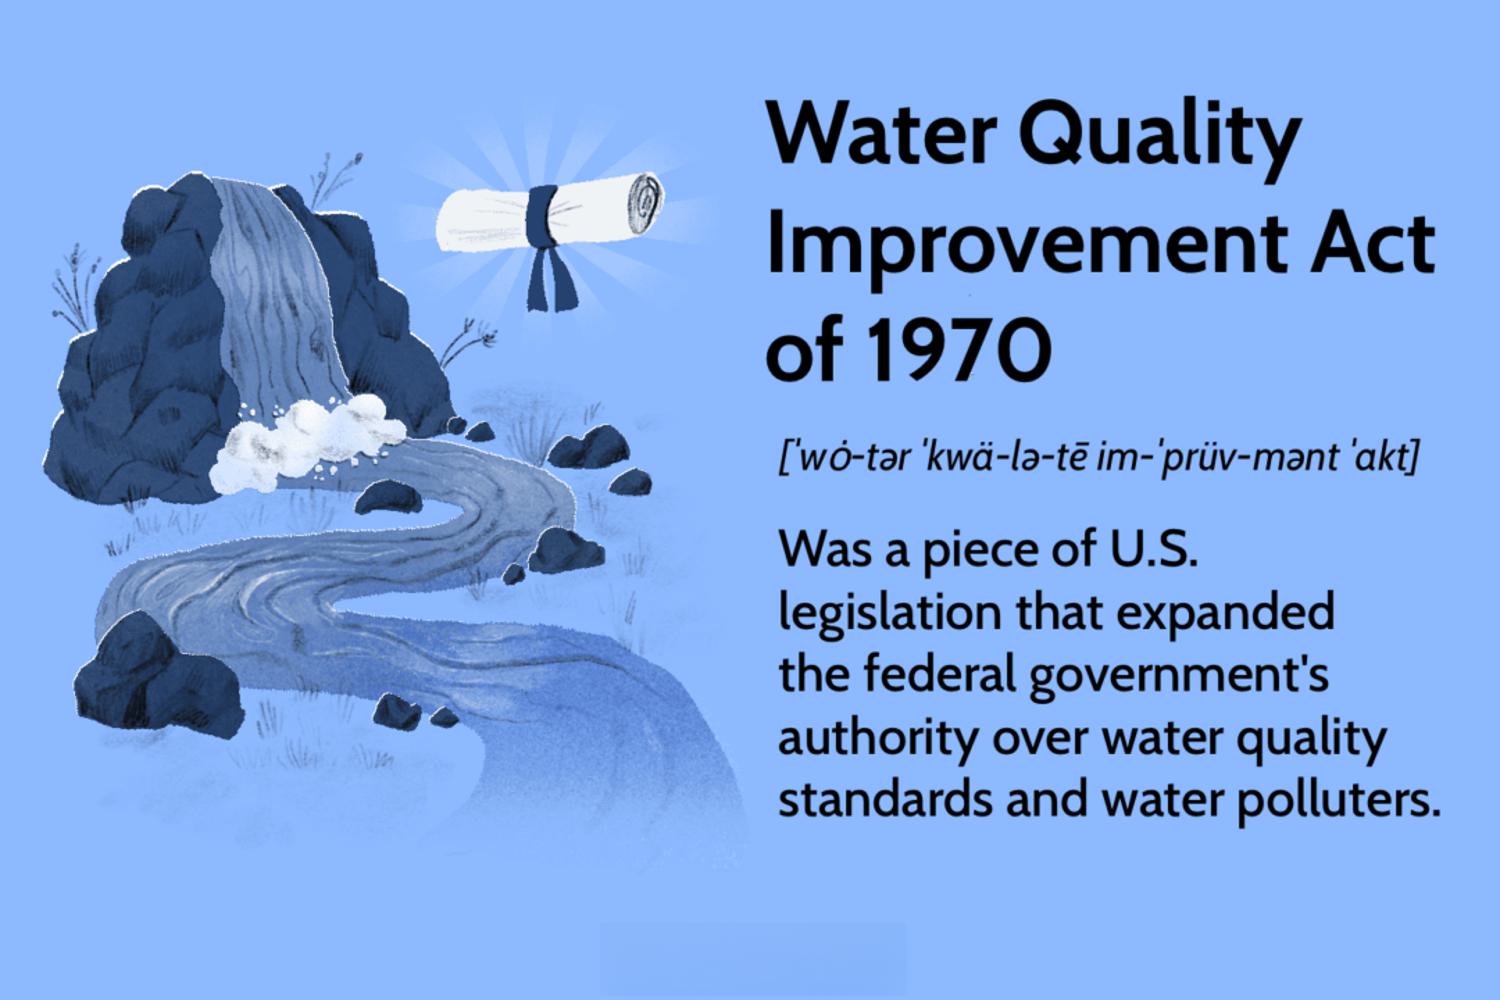 Water Quality
Improvement Act
of 1970
[ˈwȯ-tər ˈkwä-lə-tē im-ˈprüv-mənt ˈakt]
Was a piece of U.S.
legislation that expanded
the federal government's
authority over water quality
standards and water polluters.